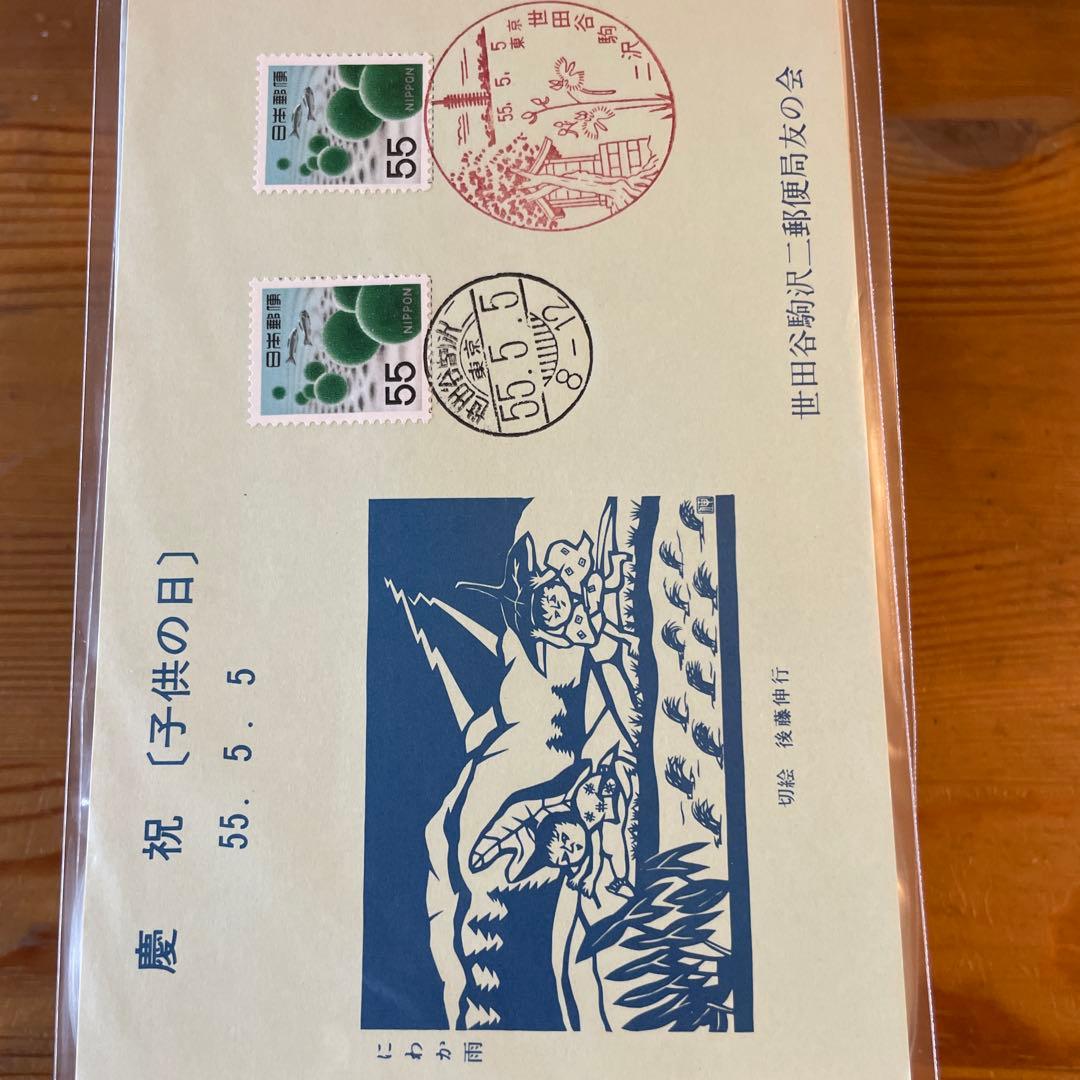 慶祝〔子供の日〕
55. 5. 5
日本郵便
NIPPON
55
日本郵便
NIPPON
55
東京 世田谷駒沢二
55. 5. 5
世田谷駒沢二
東京
55.5.5
8-12
にわか雨
切絵 後藤伸行
世田谷駒沢二郵便局友の会